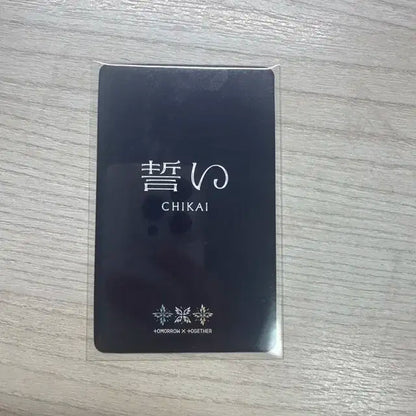 誓い
CHIKAI
TOMORROW × TOGETHER